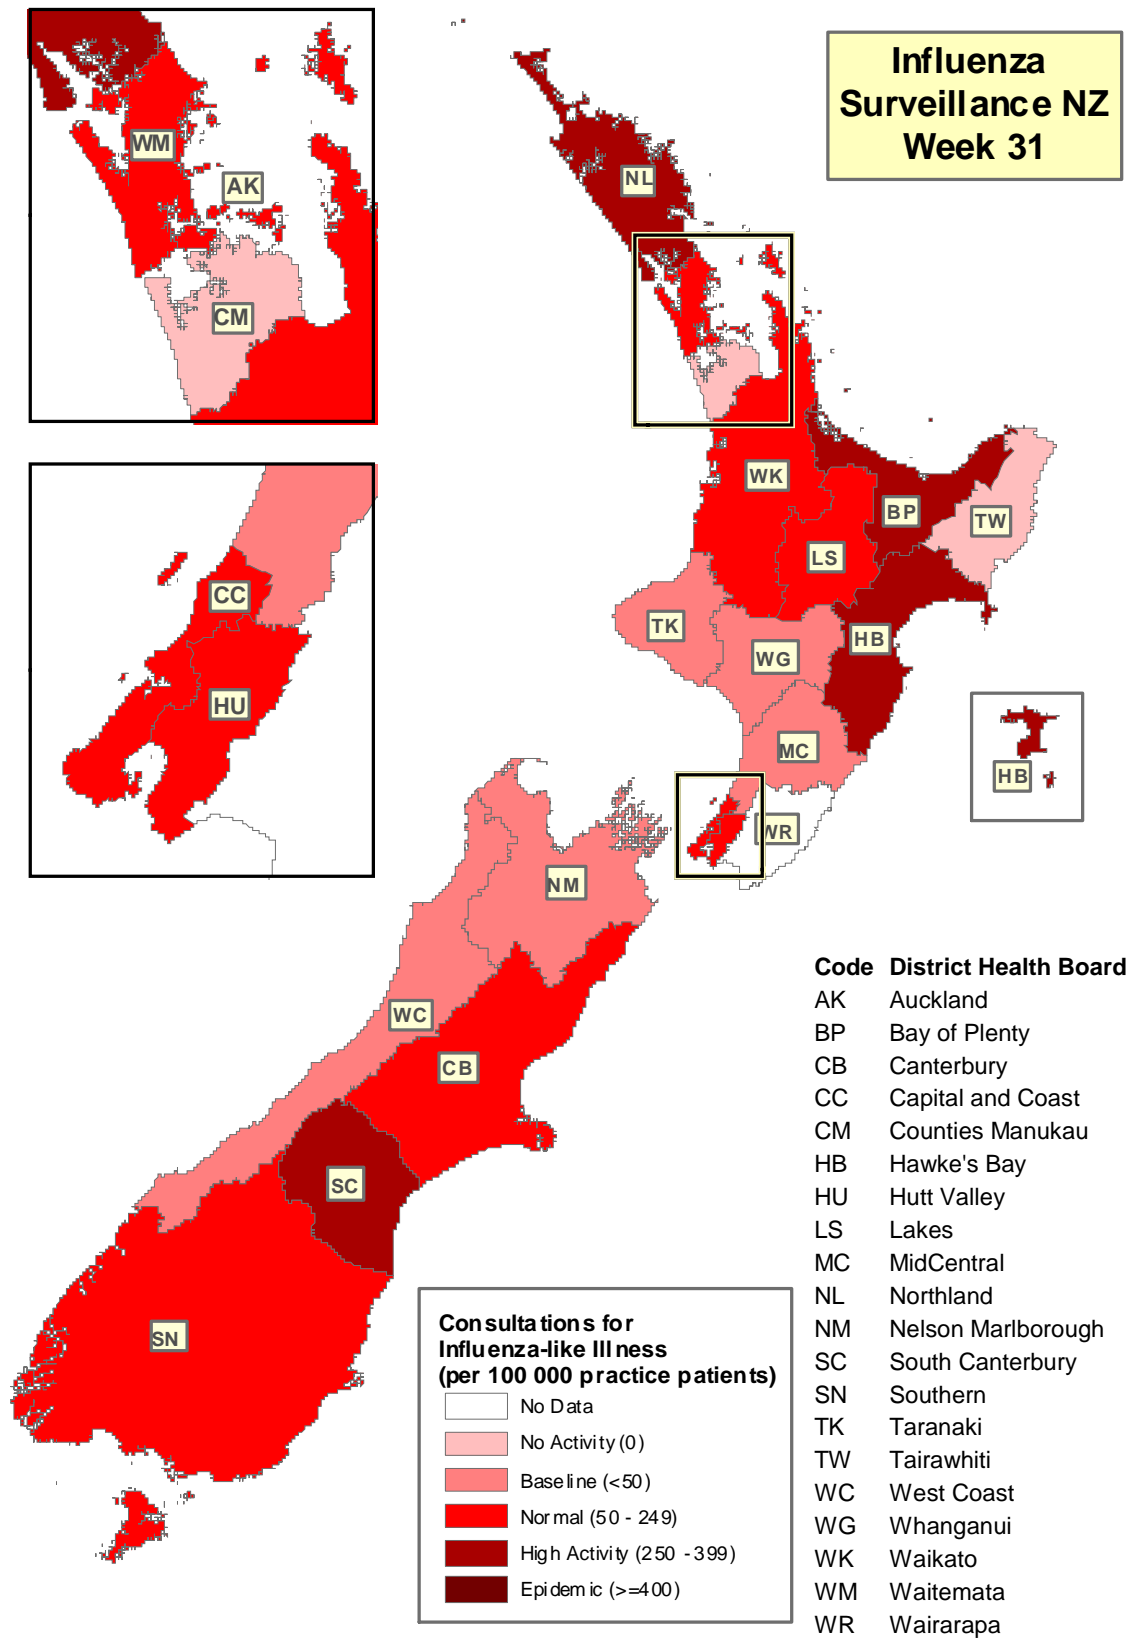 Influenza
Surveillance NZ
Week 31
WM
AK
CM
NL
WK
BP
TW
LS
TK
WG
HB
MC
HB
WR
CC
HU
NM
WC
CB
SC
SN
Consultations for
Influenza-like Illness
(per 100 000 practice patients)
No Data
No Activity (0)
Baseline (<50)
Normal (50 - 249)
High Activity (250 - 399)
Epidemic (>=400)
Code District Health Board
AK Auckland
BP Bay of Plenty
CB Canterbury
CC Capital and Coast
CM Counties Manukau
HB Hawke's Bay
HU Hutt Valley
LS Lakes
MC MidCentral
NL Northland
NM Nelson Marlborough
SC South Canterbury
SN Southern
TK Taranaki
TW Tairawhiti
WC West Coast
WG Whanganui
WK Waikato
WM Waitemata
WR Wairarapa